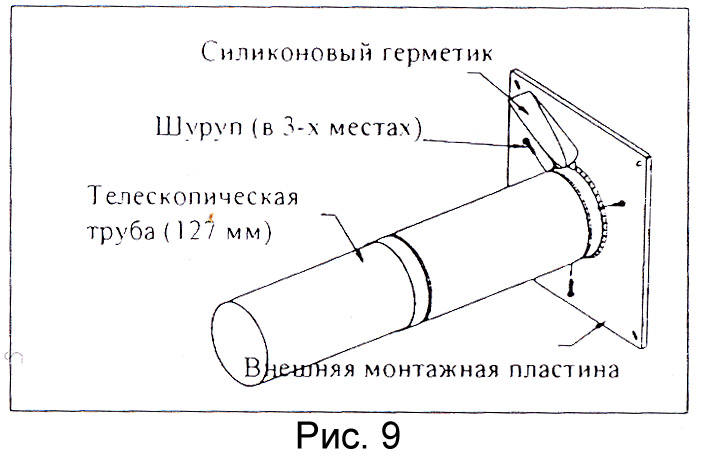 Силиконовый герметик
Шуруп (в 3-х местах)
Телескопическая
труба (127 мм)
Внешняя монтажная пластина
Рис. 9